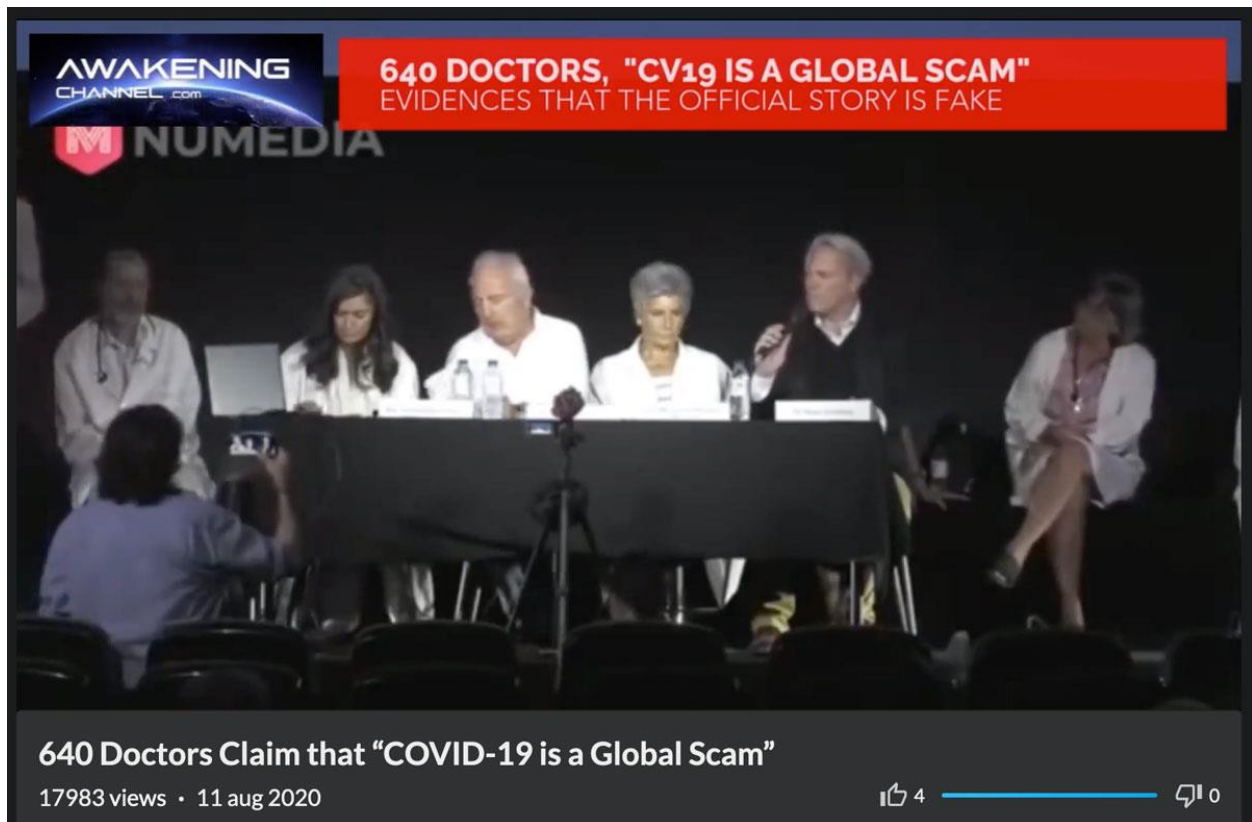 AWAKENING
CHANNEL .com
640 DOCTORS, "CV19 IS A GLOBAL SCAM"
EVIDENCES THAT THE OFFICIAL STORY IS FAKE
NUMEDIA
640 Doctors Claim that “COVID-19 is a Global Scam”
17983 views · 11 aug 2020
4
0